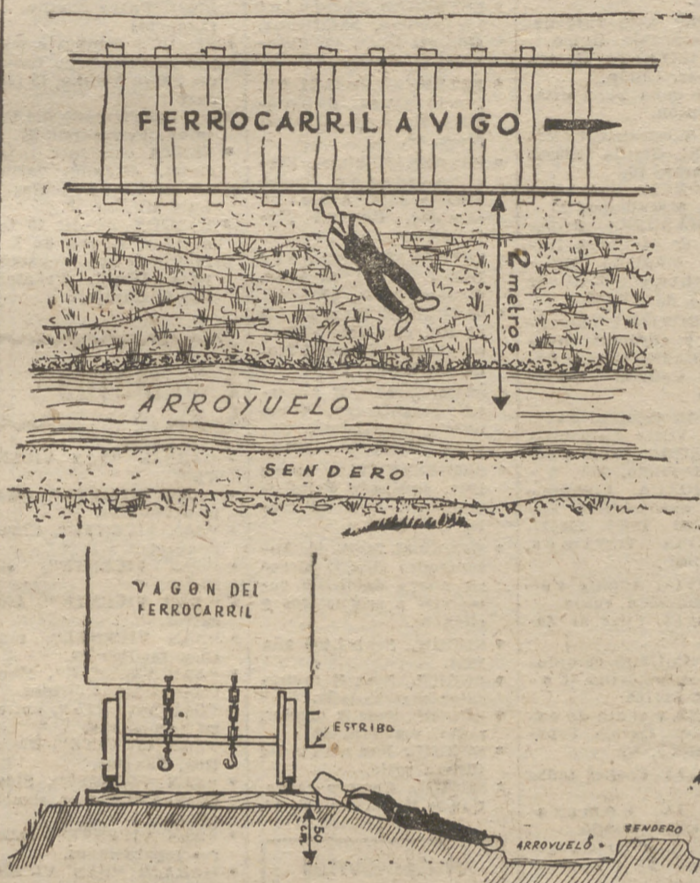 FERROCARRIL A VIGO
2 metros
ARROYUELO
SENDERO
VAGON DEL
FERROCARRIL
ESTRIBO
50
cm.
ARROYUELO
SENDERO